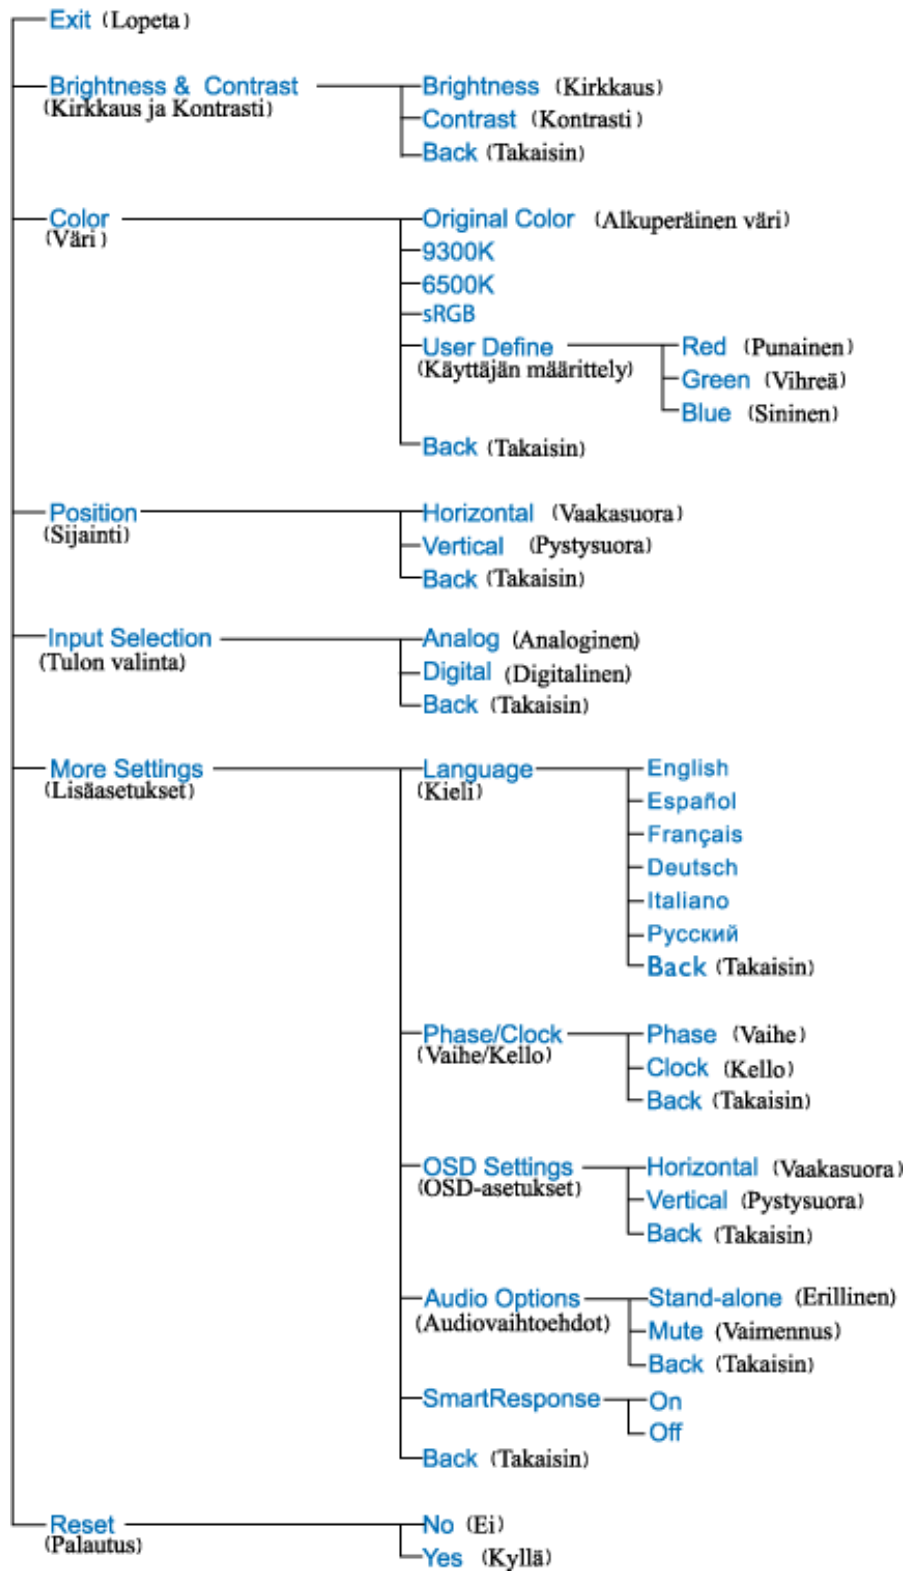 Exit (Lopeta)
Brightness & Contrast
(Kirkkaus ja Kontrasti)
Brightness (Kirkkaus)
Contrast (Kontrasti)
Back (Takaisin)
Color
(Väri)
Original Color (Alkuperäinen väri)
9300K
6500K
sRGB
User Define
(Käyttäjän määrittely)
Red (Punainen)
Green (Vihreä)
Blue (Sininen)
Back (Takaisin)
Position
(Sijainti)
Horizontal (Vaakasuora)
Vertical (Pystysuora)
Back (Takaisin)
Input Selection
(Tulon valinta)
Analog (Analoginen)
Digital (Digitalinen)
Back (Takaisin)
More Settings
(Lisäasetukset)
Language
(Kieli)
English
Español
Français
Deutsch
Italiano
Русский
Back (Takaisin)
Phase/Clock
(Vaihe/Kello)
Phase (Vaihe)
Clock (Kello)
Back (Takaisin)
OSD Settings
(OSD-asetukset)
Horizontal (Vaakasuora)
Vertical (Pystysuora)
Back (Takaisin)
Audio Options
(Audiovaihtoehdot)
Stand-alone (Erillinen)
Mute (Vaimennus)
Back (Takaisin)
SmartResponse
On
Off
Back (Takaisin)
Reset
(Palautus)
No (Ei)
Yes (Kyllä)